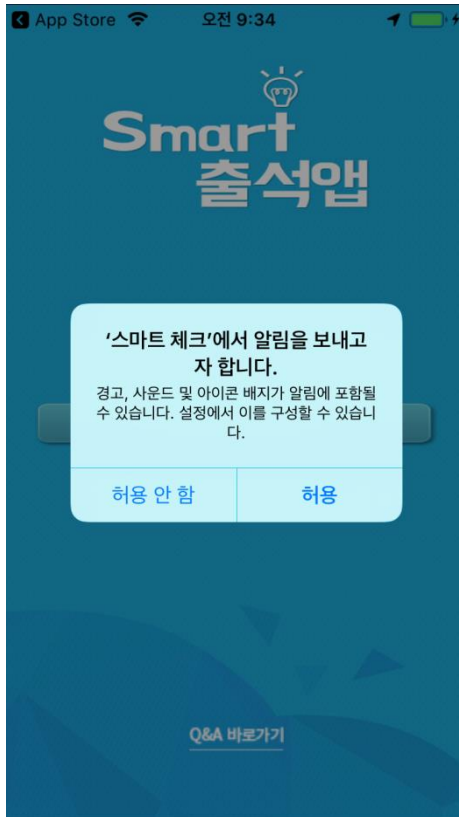 App Store 오전 9:34
Smart
출석앱
‘스마트 체크’에서 알림을 보내고
자 합니다.
경고, 사운드 및 아이콘 배지가 알림에 포함될
수 있습니다. 설정에서 이를 구성할 수 있습니
다.
허용 안 함 허용
Q&A 바로가기